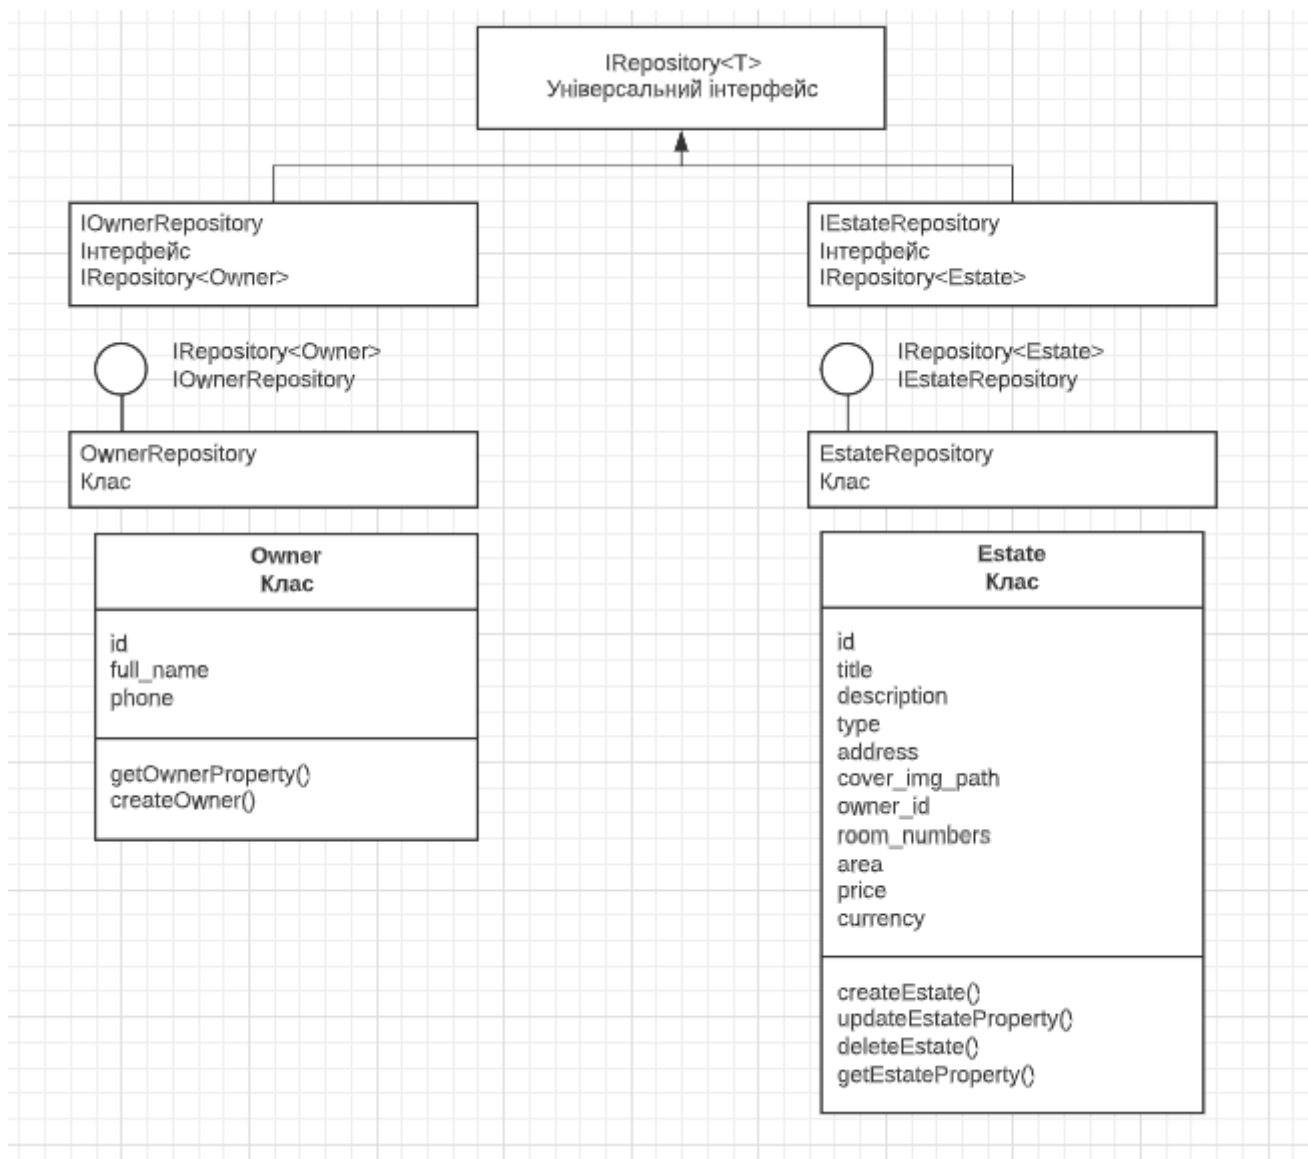 IRepository<T>
Універсальний інтерфейс
IOwnerRepository
Інтерфейс
IRepository<Owner>
IEstateRepository
Інтерфейс
IRepository<Estate>
IRepository<Owner>
IOwnerRepository
IRepository<Estate>
IEstateRepository
OwnerRepository
Клас
EstateRepository
Клас
Owner
Клас
id
full_name
phone
getOwnerProperty()
createOwner()
Estate
Клас
id
title
description
type
address
cover_img_path
owner_id
room_numbers
area
price
currency
createEstate()
updateEstateProperty()
deleteEstate()
getEstateProperty()